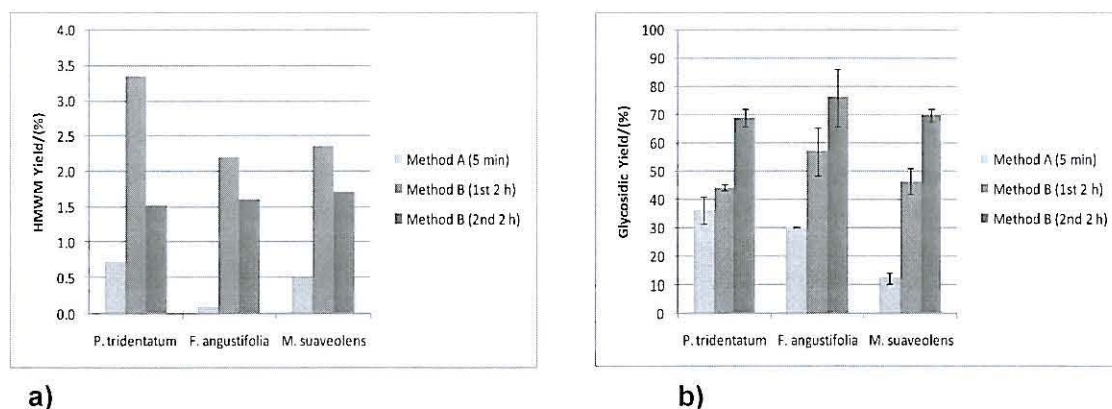 4.0
3.5
3.0
2.5
2.0
1.5
1.0
0.5
0.0
HMWM Yield/(%)
P. tridentatum F. angustifolia M. suaveolens
Method A (5 min)
Method B (1st 2 h)
Method B (2nd 2 h)
a)
100
90
80
70
60
50
40
30
20
10
0
Glycosidic Yield/(%)
P. tridentatum F. angustifolia M. suaveolens
Method A (5 min)
Method B (1st 2 h)
Method B (2nd 2 h)
b)